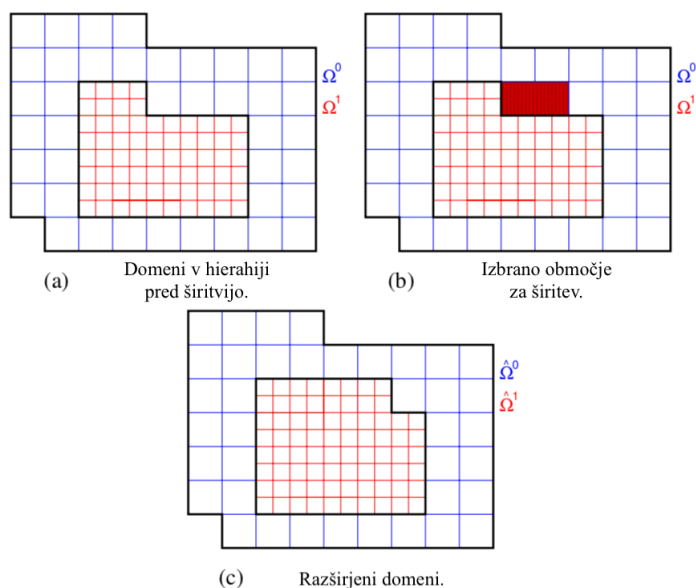 Ω⁰
Ω¹
(a) Domeni v hierahiji
pred širitvijo.
Ω⁰
Ω¹
(b) Izbrano območje
za širitev.
Ω̂⁰
Ω̂¹
(c) Razširjeni domeni.